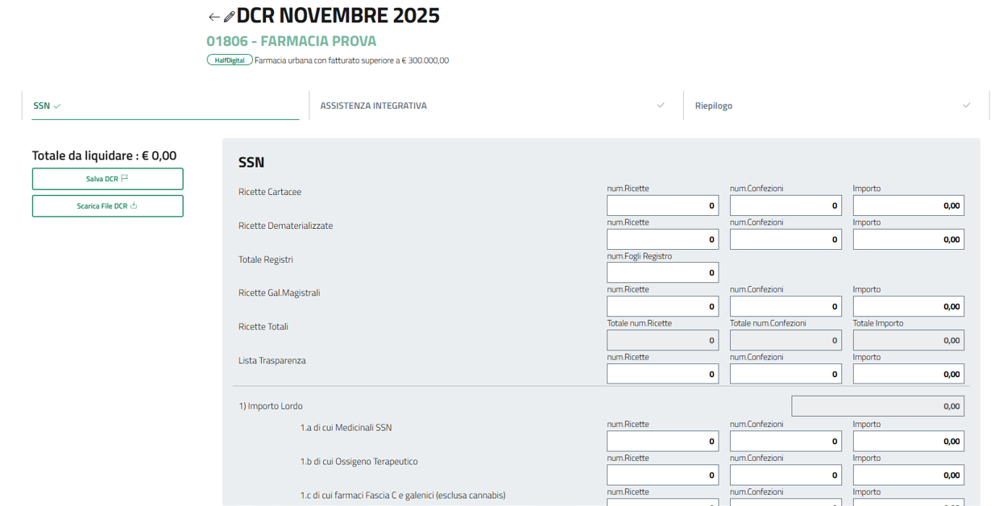 DCR NOVEMBRE 2025
01806 - FARMACIA PROVA
HalfDigital Farmacia urbana con fatturato superiore a € 300.000,00
SSN ASSISTENZA INTEGRATIVA Riepilogo
Totale da liquidare : € 0,00
Salva DCR
Scarica File DCR
SSN
Ricette Cartacee
num.Ricette num.Confezioni Importo
0 0 0,00
Ricette Dematerializzate
num.Ricette num.Confezioni Importo
0 0 0,00
Totale Registri
num.Fogli Registro
0
Ricette Gal.Magistrali
num.Ricette num.Confezioni Importo
0 0 0,00
Ricette Totali
Totale num.Ricette Totale num.Confezioni Totale Importo
0 0 0,00
Lista Trasparenza
num.Ricette num.Confezioni Importo
0 0 0,00
1) Importo Lordo 0,00
1.a di cui Medicinali SSN
num.Ricette num.Confezioni Importo
0 0 0,00
1.b di cui Ossigeno Terapeutico
num.Ricette num.Confezioni Importo
0 0 0,00
1.c di cui farmaci Fascia C e galenici (esclusa cannabis)
num.Ricette num.Confezioni Importo